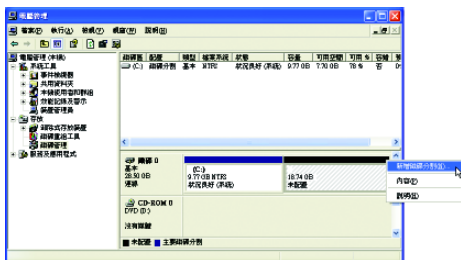 電腦管理
檔案(F) 執行(A) 檢視(V) 視窗(W) 說明(H)
電腦管理 (本機)
系統工具
事件檢視器
共用資料夾
本機使用者和群組
效能記錄及警示
裝置管理員
存放
卸除式存放裝置
磁碟重組工具
磁碟管理
服務及應用程式
磁碟區 配置 類型 檔案系統 狀態 容量 可用空間 可用 % 容錯
(C:) 磁碟分割 基本 NTFS 狀況良好 (系統) 9.77 GB 7.70 GB 78 % 否
磁碟 0
基本
28.50 GB
連線
(C:)
9.77 GB NTFS
狀況良好 (系統)
18.74 GB
未配置
CD-ROM 0
DVD (D:)
沒有媒體
未配置 主要磁碟分割
新增磁碟分割(N)...
內容(P)
說明(H)